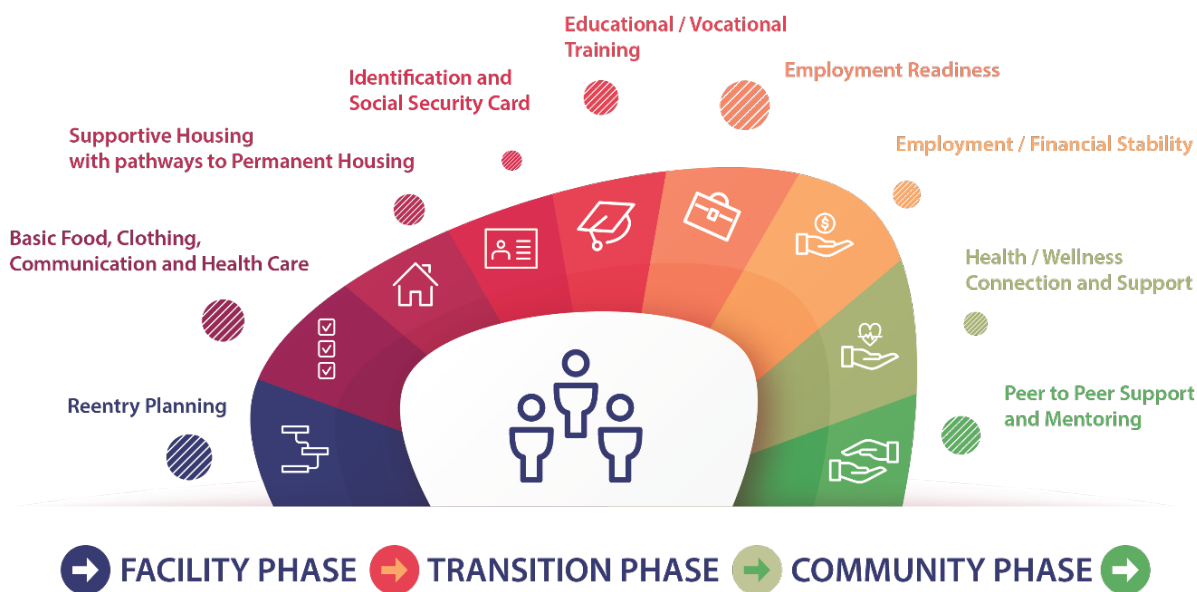 Educational / Vocational
Training
Employment Readiness
Identification and
Social Security Card
Supportive Housing
with pathways to Permanent Housing
Employment / Financial Stability
Basic Food, Clothing,
Communication and Health Care
Health / Wellness
Connection and Support
Reentry Planning
Peer to Peer Support
and Mentoring
FACILITY PHASE
TRANSITION PHASE
COMMUNITY PHASE